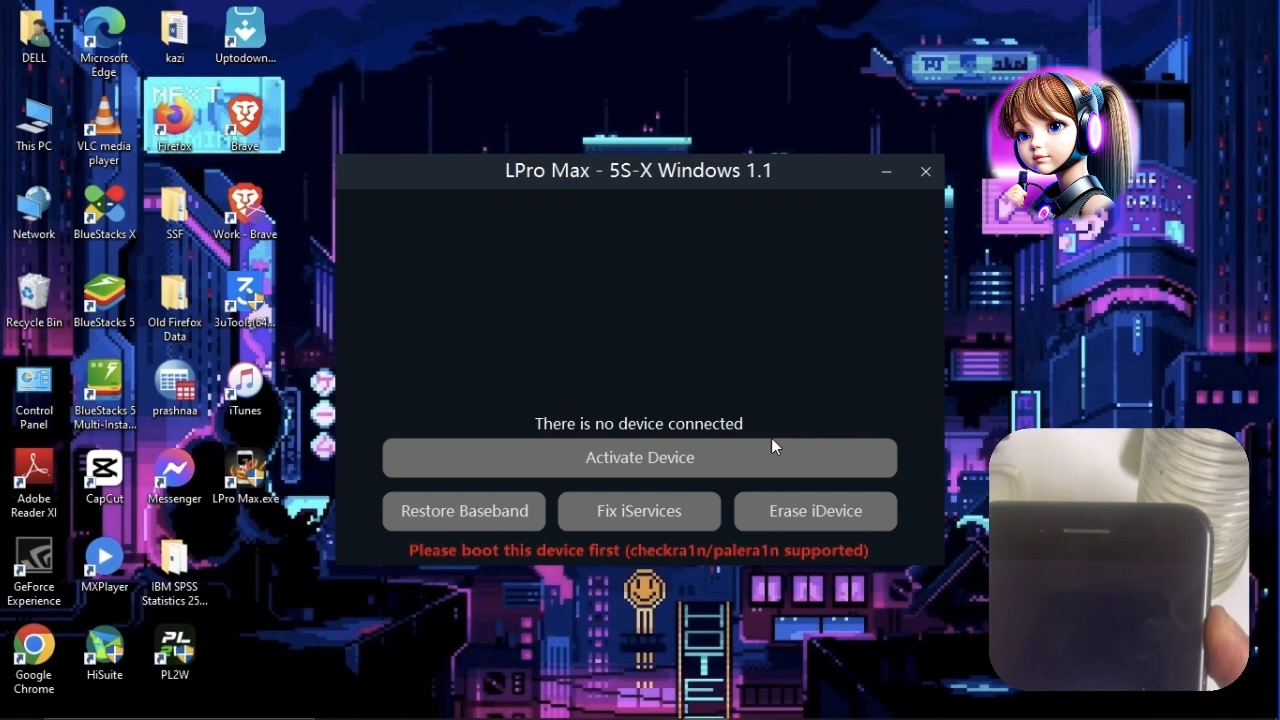 DELL
Microsoft
Edge
kazi
Uptodown...
This PC
VLC media
player
Firefox
Brave
NEXT
Network
BlueStacks X
SSF
Work - Brave
Recycle Bin
BlueStacks 5
Old Firefox
Data
3uTools(64...
Control
Panel
BlueStacks 5
Multi-Insta...
prashnaa
iTunes
Adobe
Reader XI
CapCut
Messenger
LPro Max.exe
GeForce
Experience
MXPlayer
IBM SPSS
Statistics 25...
Google
Chrome
HiSuite
PL2W
PL
2W
LPro Max - 5S-X Windows 1.1
There is no device connected
Activate Device
Restore Baseband
Fix iServices
Erase iDevice
Please boot this device first (checkra1n/palera1n supported)
HOTEL